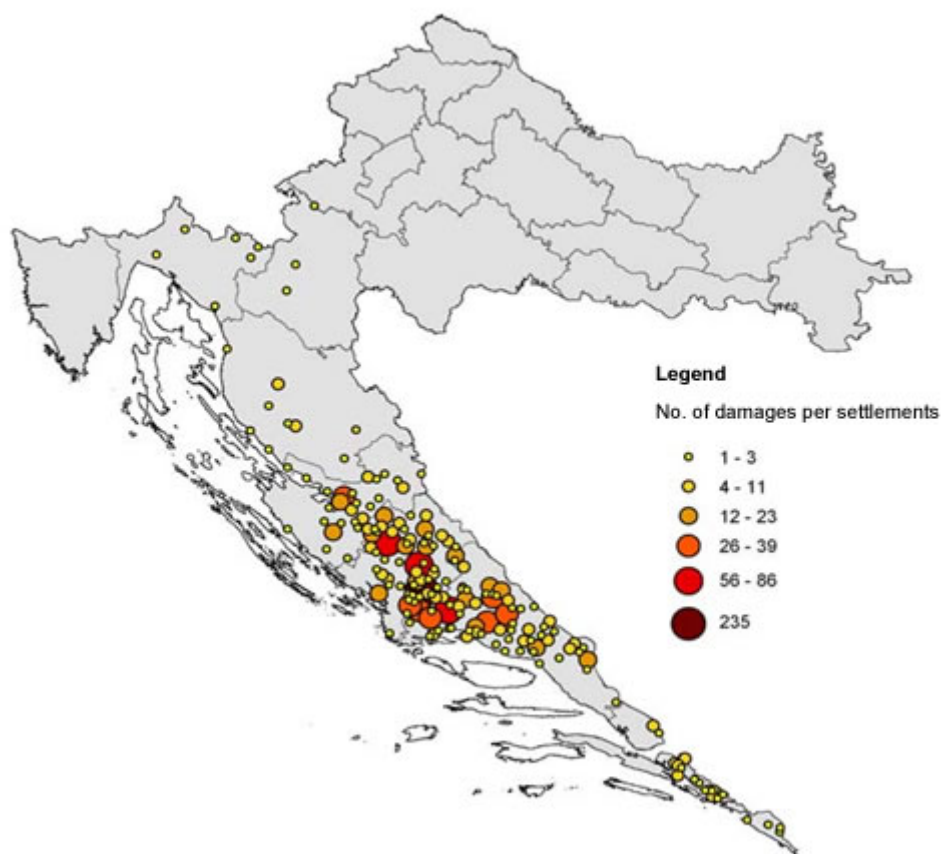 Legend
No. of damages per settlements
1 - 3
4 - 11
12 - 23
26 - 39
56 - 86
235